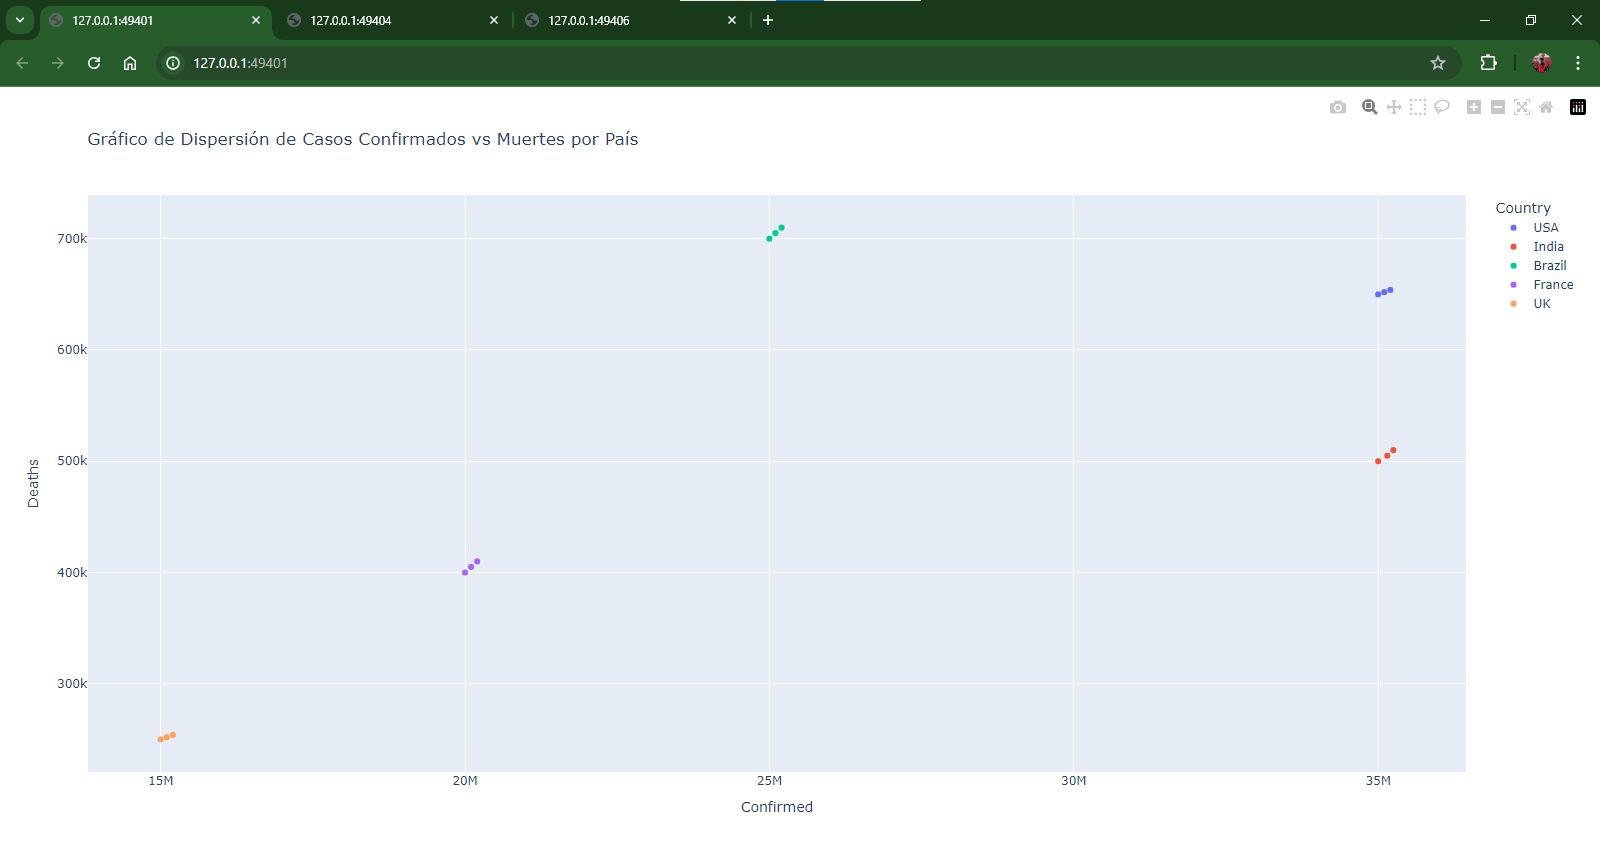 127.0.0.1:49401
127.0.0.1:49404
127.0.0.1:49406
127.0.0.1:49401
Gráfico de Dispersión de Casos Confirmados vs Muertes por País
Country
USA
India
Brazil
France
UK
700k
600k
500k
400k
300k
Deaths
15M
20M
25M
30M
35M
Confirmed